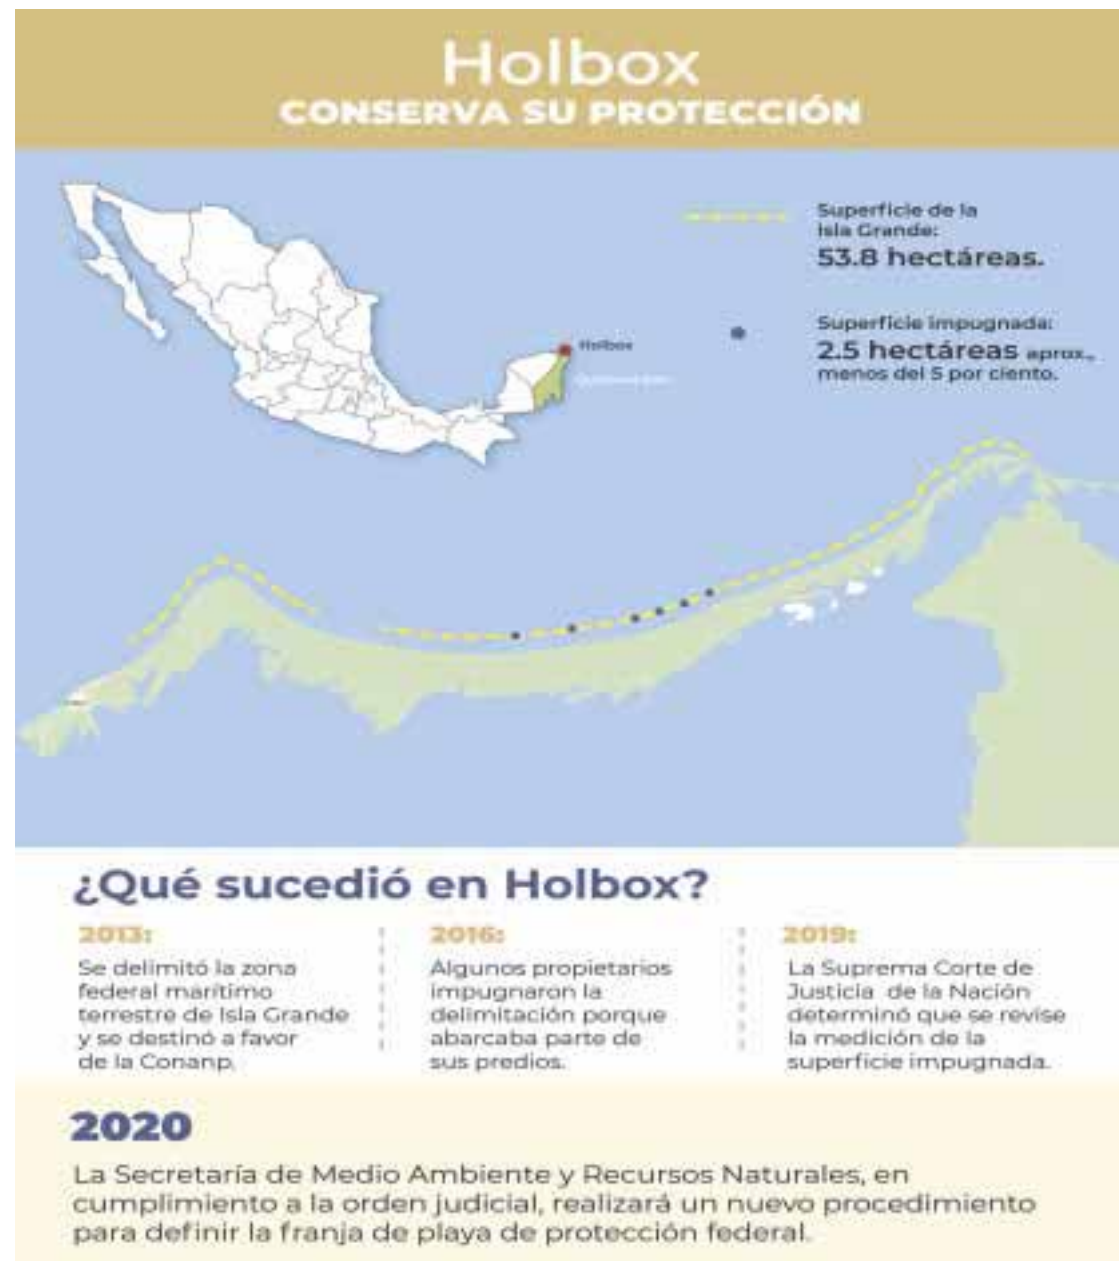 Holbox
CONSERVA SU PROTECCIÓN
Superficie de la
Isla Grande:
53.8 hectáreas.
Superficie impugnada:
2.5 hectáreas aprox.,
menos del 5 por ciento.
Holbox
¿Qué sucedió en Holbox?
2013:
Se delimitó la zona
federal marítimo
terrestre de Isla Grande
y se destinó a favor
de la Conanp.
2016:
Algunos propietarios
impugnaron la
delimitación porque
abarcaba parte de
sus predios.
2019:
La Suprema Corte de
Justicia de la Nación
determinó que se revise
la medición de la
superficie impugnada.
2020
La Secretaría de Medio Ambiente y Recursos Naturales, en
cumplimiento a la orden judicial, realizará un nuevo procedimiento
para definir la franja de playa de protección federal.